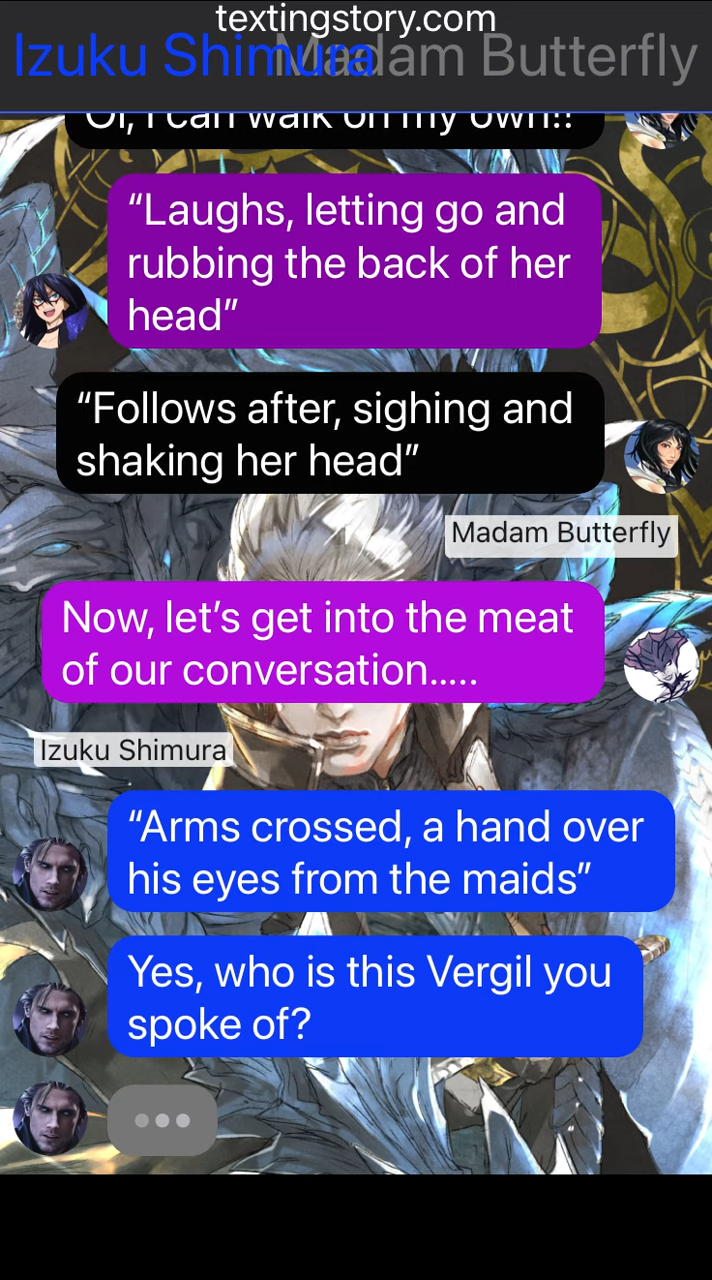 textingstory.com
Izuku Shimura
Madam Butterfly
Oi, I can walk on my own!!
“Laughs, letting go and
rubbing the back of her
head”
“Follows after, sighing and
shaking her head”
Madam Butterfly
Now, let’s get into the meat
of our conversation.....
Izuku Shimura
“Arms crossed, a hand over
his eyes from the maids”
Yes, who is this Vergil you
spoke of?